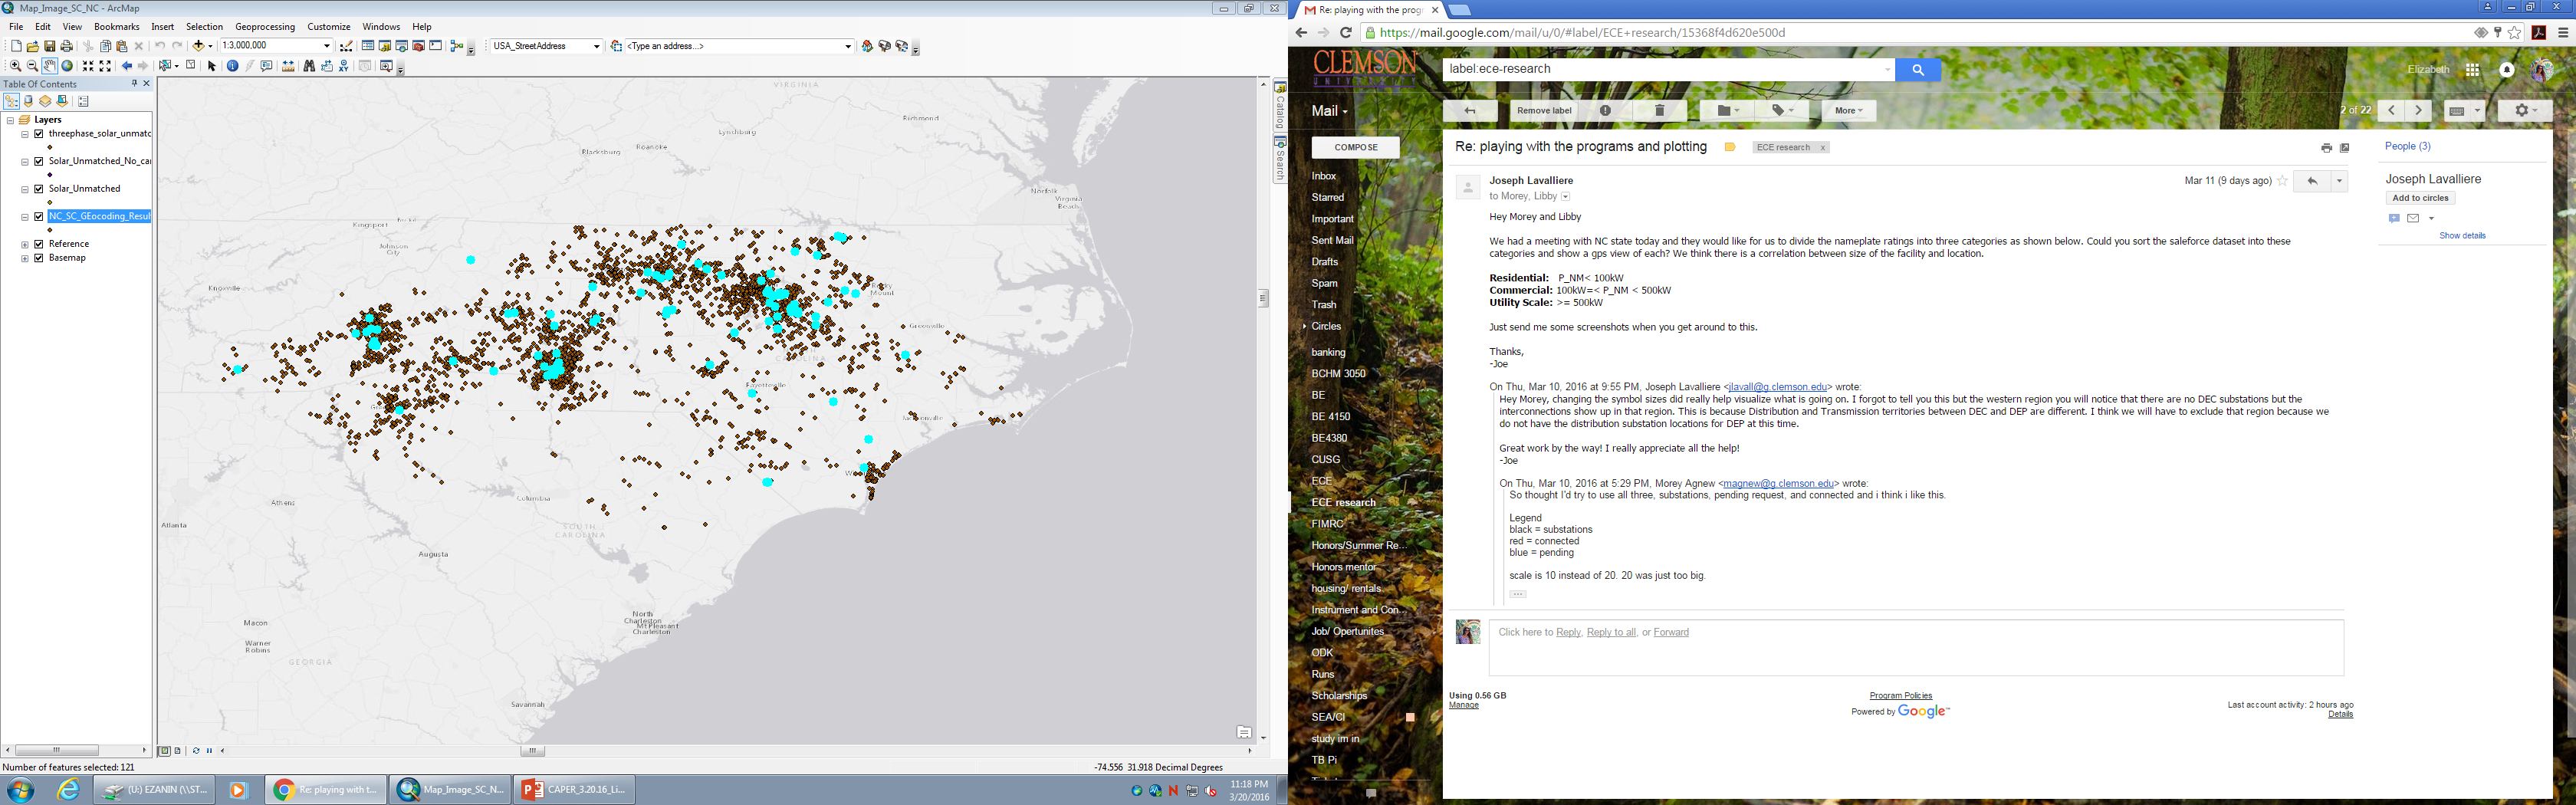 Map_Image_SC_NC - ArcMap
File Edit View Bookmarks Insert Selection Geoprocessing Customize Windows Help
1:3,000,000
USA_StreetAddress
<Type an address...>
Table Of Contents
Layers
threephase_solar_unmatc
Solar_Unmatched_No_ca
Solar_Unmatched
NC_SC_GEocoding_Resul
Reference
Basemap
VIRGINIA
Richmond
Lynchburg
Roanoke
Blacksburg
Norfolk
Virginia
Beach
Kingsport
Johnson
City
Knoxville
Rocky
Mount
Greenville
CAROLINA
Fayetteville
Jacksonville
Columbia
SOUTH
CAROLINA
Athens
Atlanta
Augusta
Macon
Warner
Robins
GEORGIA
North
Charleston
Mt Pleasant
Charleston
Savannah
Catalog
Search
Number of features selected: 121
-74.556 31.918 Decimal Degrees
(U:) EZANIN (\\ST...
Re: playing with t...
Map_Image_SC_N...
CAPER_3.20.16_Li...
11:18 PM
3/20/2016
Re: playing with the prog
https://mail.google.com/mail/u/0/#label/ECE+research/15368f4d620e500d
CLEMSON
UNIVERSITY
label:ece-research
Elizabeth
Mail
Remove label
More
2 of 22
COMPOSE
Inbox
Starred
Important
Sent Mail
Drafts
Spam
Trash
Circles
banking
BCHM 3050
BE
BE 4150
BE4380
CUSG
ECE
ECE research
FIMRC
Honors/Summer Re...
Honors mentor
housing/ rentals
Instrument and Con...
Job/ Opertunites
ODK
Runs
Scholarships
SEA/CI
study im in
TB Pi
Re: playing with the programs and plotting
ECE research x
Joseph Lavalliere
to Morey, Libby
Mar 11 (9 days ago)
Hey Morey and Libby
We had a meeting with NC state today and they would like for us to divide the nameplate ratings into three categories as shown below. Could you sort the saleforce dataset into these
categories and show a gps view of each? We think there is a correlation between size of the facility and location.
Residential: P_NM< 100kW
Commercial: 100kW=< P_NM < 500kW
Utility Scale: >= 500kW
Just send me some screenshots when you get around to this.
Thanks,
-Joe
On Thu, Mar 10, 2016 at 9:55 PM, Joseph Lavalliere <jlavall@g.clemson.edu> wrote:
Hey Morey, changing the symbol sizes did really help visualize what is going on. I forgot to tell you this but the western region you will notice that there are no DEC substations but the
interconnections show up in that region. This is because Distribution and Transmission territories between DEC and DEP are different. I think we will have to exclude that region because we
do not have the distribution substation locations for DEP at this time.
Great work by the way! I really appreciate all the help!
-Joe
On Thu, Mar 10, 2016 at 5:29 PM, Morey Agnew <magnew@g.clemson.edu> wrote:
So thought I'd try to use all three, substations, pending request, and connected and i think i like this.
Legend
black = substations
red = connected
blue = pending
scale is 10 instead of 20. 20 was just too big.
Click here to Reply, Reply to all, or Forward
Using 0.56 GB
Manage
Program Policies
Powered by Google™
Last account activity: 2 hours ago
Details
People (3)
Joseph Lavalliere
Add to circles
Show details